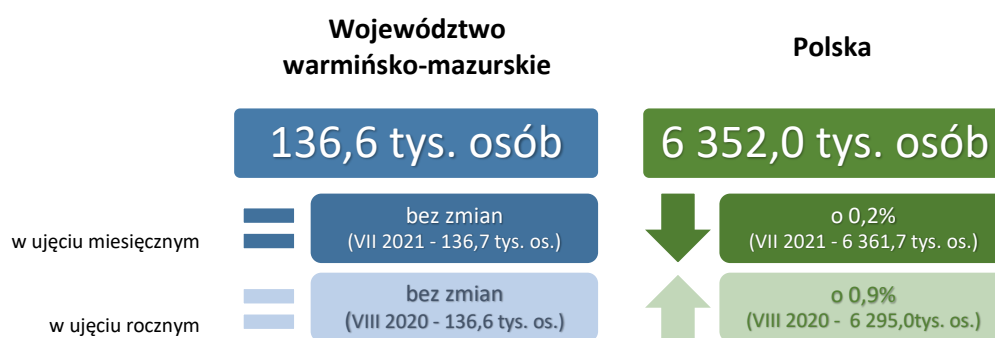 Województwo
warmińsko-mazurskie
Polska
136,6 tys. osób
6 352,0 tys. osób
w ujęciu miesięcznym
bez zmian
(VII 2021 - 136,7 tys. os.)
o 0,2%
(VII 2021 - 6 361,7 tys. os.)
w ujęciu rocznym
bez zmian
(VIII 2020 - 136,6 tys. os.)
o 0,9%
(VIII 2020 - 6 295,0tys. os.)